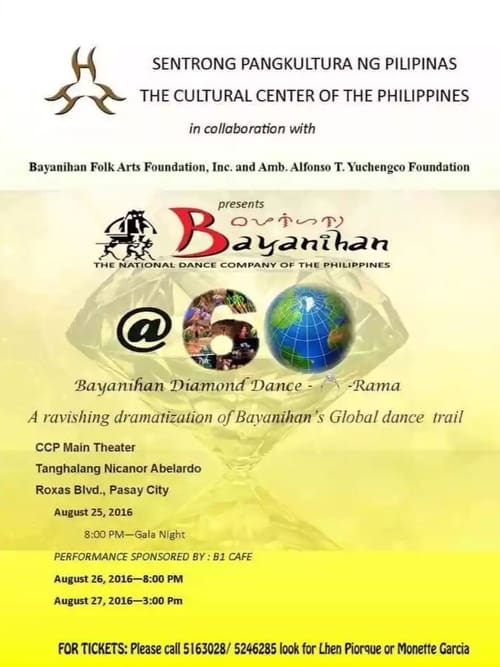 SENTRONG PANGKULTURA NG PILIPINAS
THE CULTURAL CENTER OF THE PHILIPPINES
in collaboration with
Bayanihan Folk Arts Foundation, Inc. and Amb. Alfonso T. Yuchengco Foundation
presents
Bayanihan
THE NATIONAL DANCE COMPANY OF THE PHILIPPINES
@60
Bayanihan Diamond Dance - -Rama
A ravishing dramatization of Bayanihan's Global dance trail
CCP Main Theater
Tanghalang Nicanor Abelardo
Roxas Blvd., Pasay City
August 25, 2016
8:00 PM—Gala Night
PERFORMANCE SPONSORED BY : B1 CAFE
August 26, 2016—8:00 PM
August 27, 2016—3:00 Pm
FOR TICKETS: Please call 5163028/ 5246285 look for Lhen Piorque or Monette Garcia